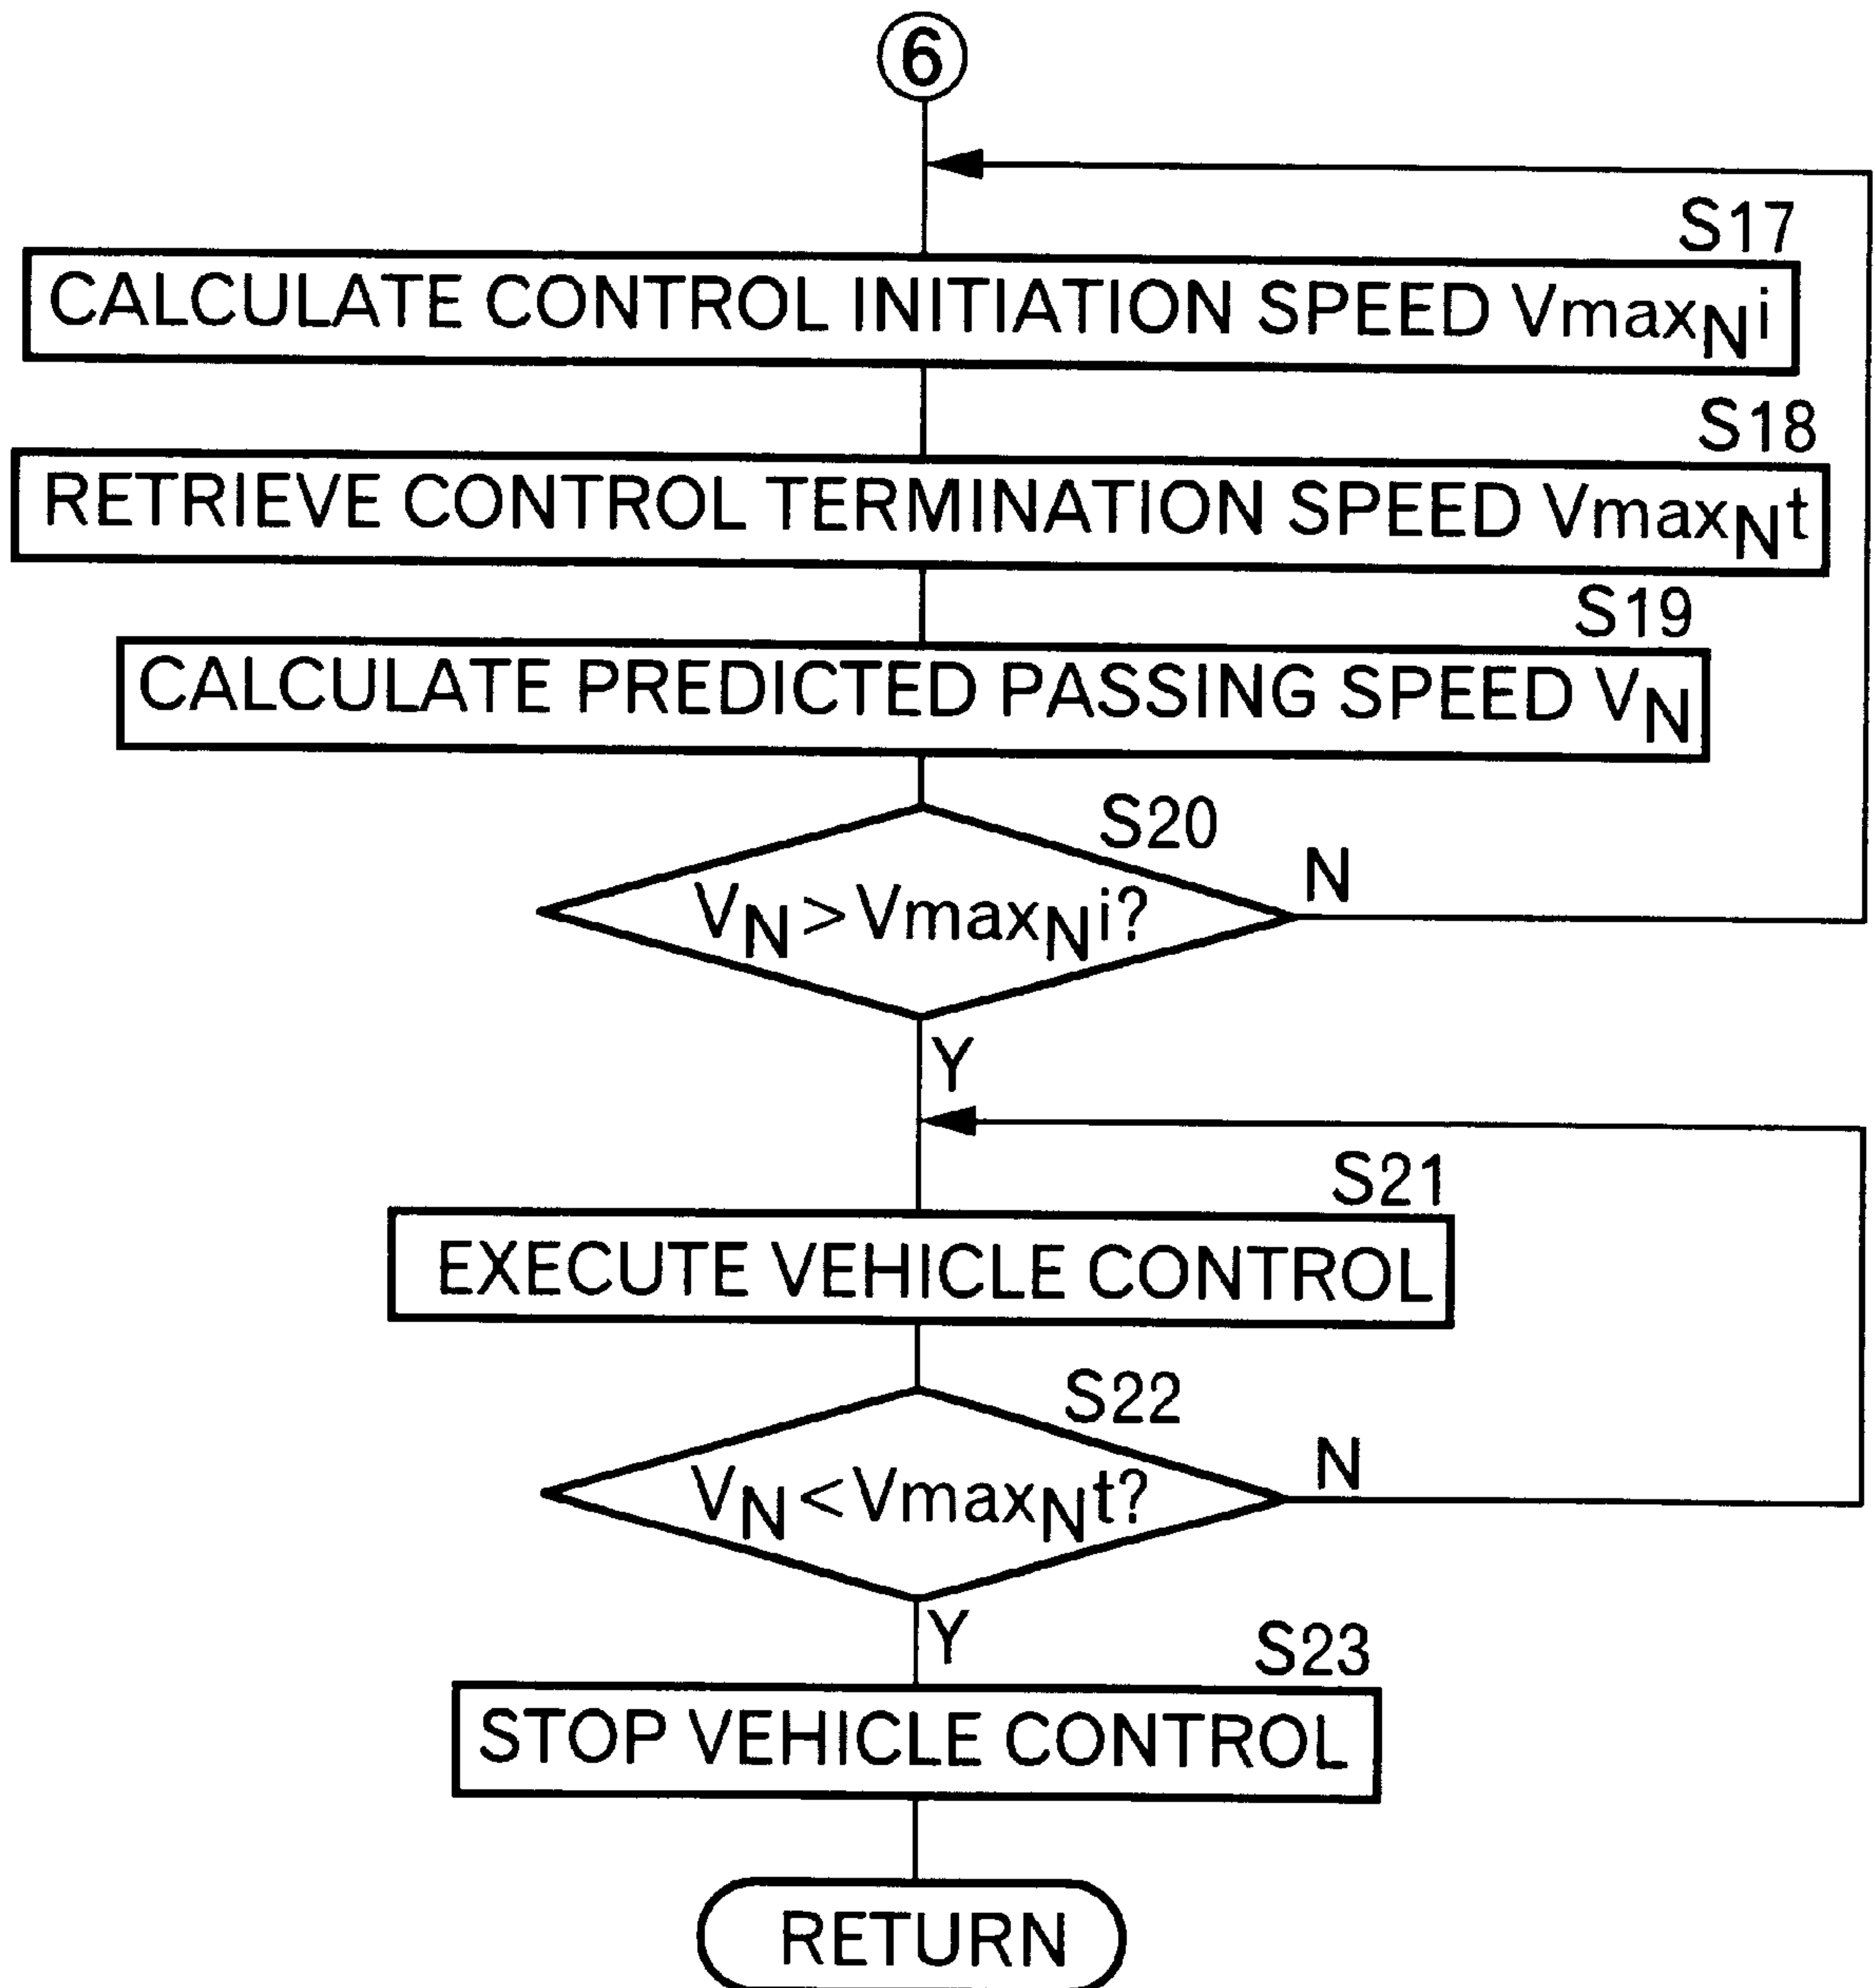 6
S17
CALCULATE CONTROL INITIATION SPEED VmaxNi
S18
RETRIEVE CONTROL TERMINATION SPEED VmaxNt
S19
CALCULATE PREDICTED PASSING SPEED VN
S20
VN>VmaxNi?
N
Y
S21
EXECUTE VEHICLE CONTROL
S22
VN<VmaxNt?
N
Y
S23
STOP VEHICLE CONTROL
RETURN